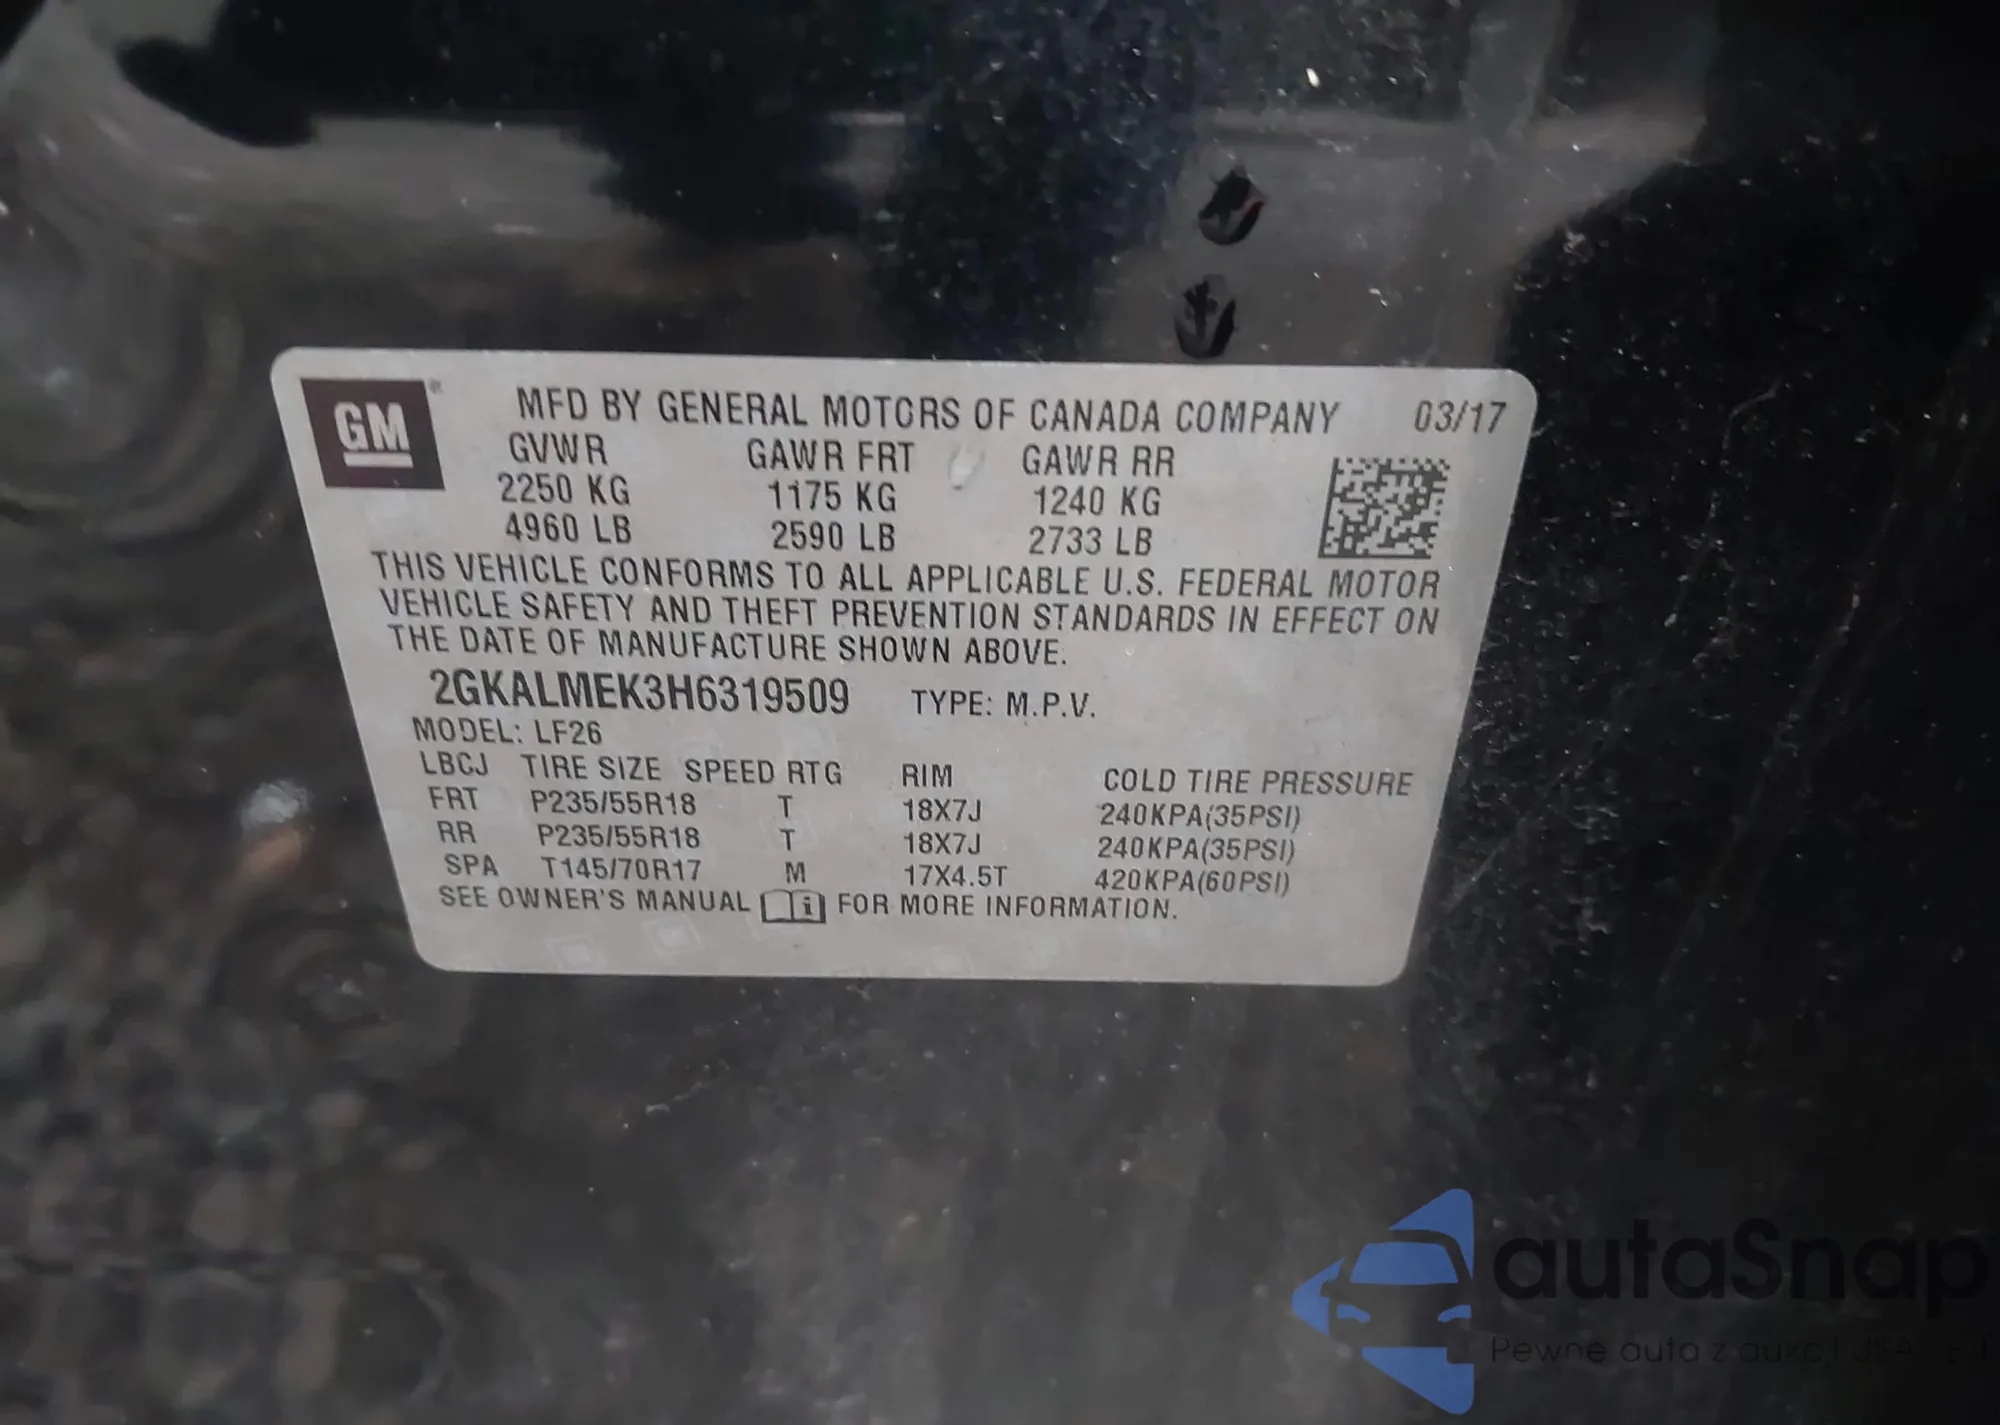 GM ®
MFD BY GENERAL MOTORS OF CANADA COMPANY 03/17
GVWR GAWR FRT GAWR RR
2250 KG 1175 KG 1240 KG
4960 LB 2590 LB 2733 LB
THIS VEHICLE CONFORMS TO ALL APPLICABLE U.S. FEDERAL MOTOR
VEHICLE SAFETY AND THEFT PREVENTION STANDARDS IN EFFECT ON
THE DATE OF MANUFACTURE SHOWN ABOVE.
2GKALMEK3H6319509 TYPE: M.P.V.
MODEL: LF26
LBCJ TIRE SIZE SPEED RTG RIM COLD TIRE PRESSURE
FRT P235/55R18 T 18X7J 240KPA(35PSI)
RR P235/55R18 T 18X7J 240KPA(35PSI)
SPA T145/70R17 M 17X4.5T 420KPA(60PSI)
SEE OWNER'S MANUAL i FOR MORE INFORMATION.
autaSnap
Pewne auta z aukcji